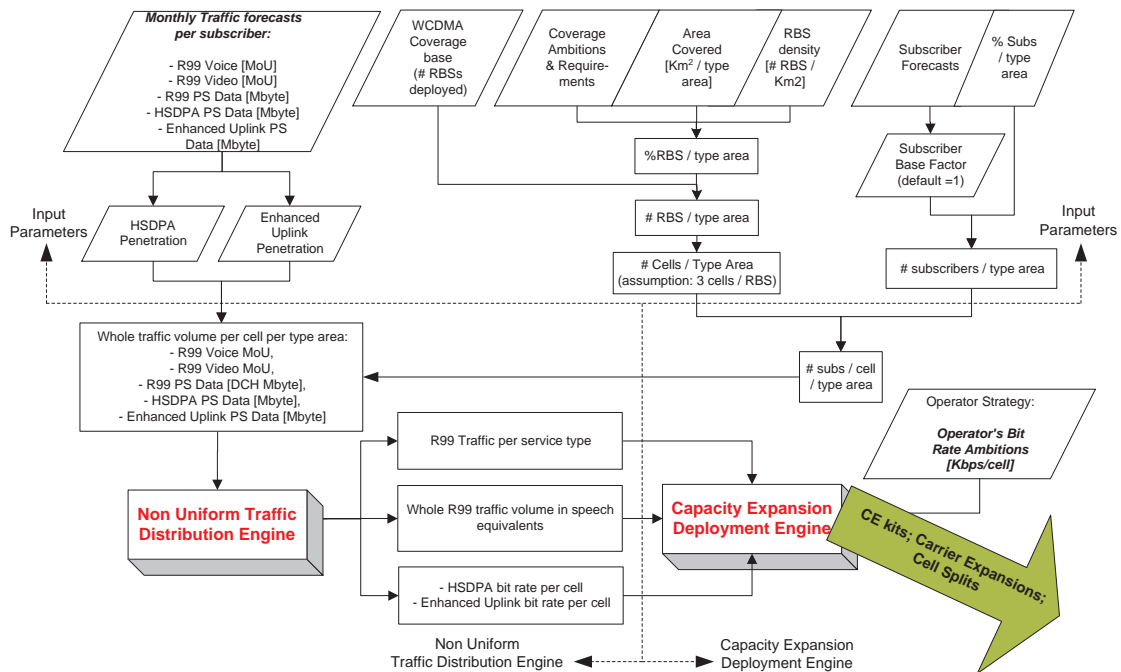 Monthly Traffic forecasts
per subscriber:
- R99 Voice [MoU]
- R99 Video [MoU]
- R99 PS Data [Mbyte]
-HSDPA PS Data [Mbyte]
- Enhanced Uplink PS
Data [Mbyte]
WCDMA
Coverage
base
(# RBSs
deployed)
Coverage
Ambitions
& Require-
ments
Area
Covered
[Km² / type
area]
RBS
density
[# RBS /
Km2]
Subscriber
Forecasts
% Subs /
type
area
%RBS / type area
Subscriber
Base Factor
(default =1)
Input
Parameters
HSDPA
Penetration
Enhanced
Uplink
Penetration
# RBS / type area
Input
Parameters
# Cells / Type Area
(assumption: 3 cells / RBS)
# subscribers / type area
Whole traffic volume per cell per type area:
- R99 Voice MoU,
- R99 Video MoU,
- R99 PS Data [DCH Mbyte],
- HSDPA PS Data [Mbyte],
- Enhanced Uplink PS Data [Mbyte]
# subs / cell
/ type area
Operator Strategy:
Operator's Bit
Rate Ambitions
[Kbps/cell]
R99 Traffic per service type
Non Uniform Traffic
Distribution Engine
Whole R99 traffic volume in speech
equivalents
Capacity Expansion
Deployment Engine
CE kits; Carrier Expansions;
Cell Splits
- HSDPA bit rate per cell
- Enhanced Uplink bit rate per cell
Non Uniform
Traffic Distribution Engine
Capacity Expansion
Deployment Engine